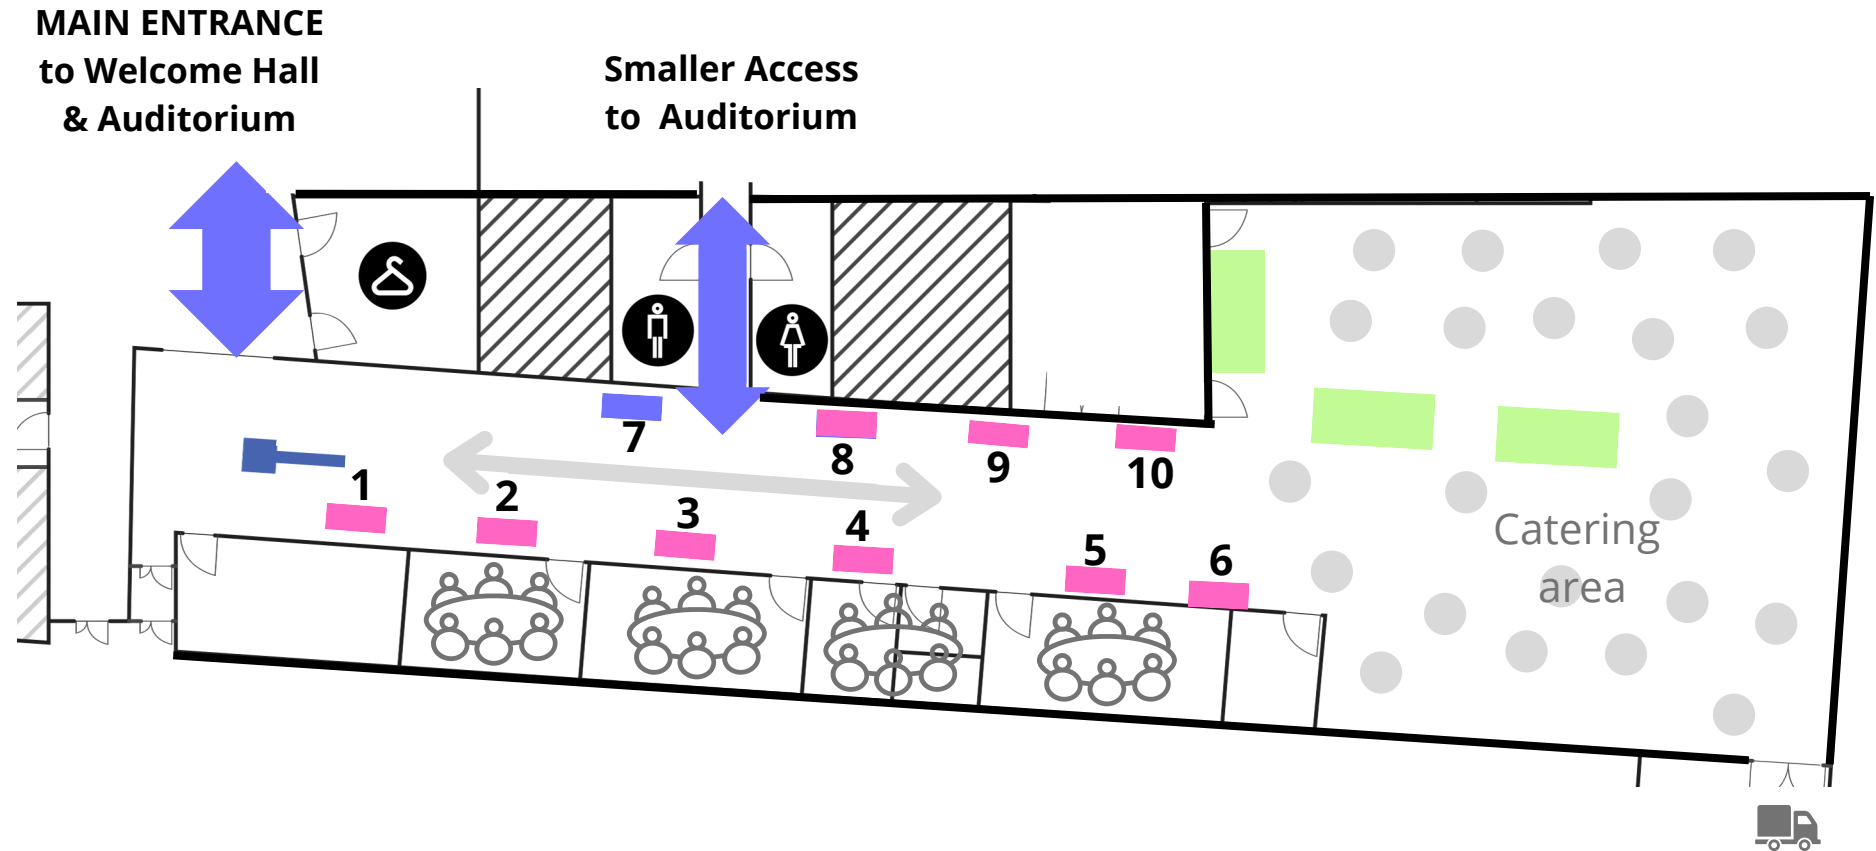 MAIN ENTRANCE
to Welcome Hall
& Auditorium
Smaller Access
to Auditorium
7
8
9
10
1
2
3
4
5
6
Catering
area